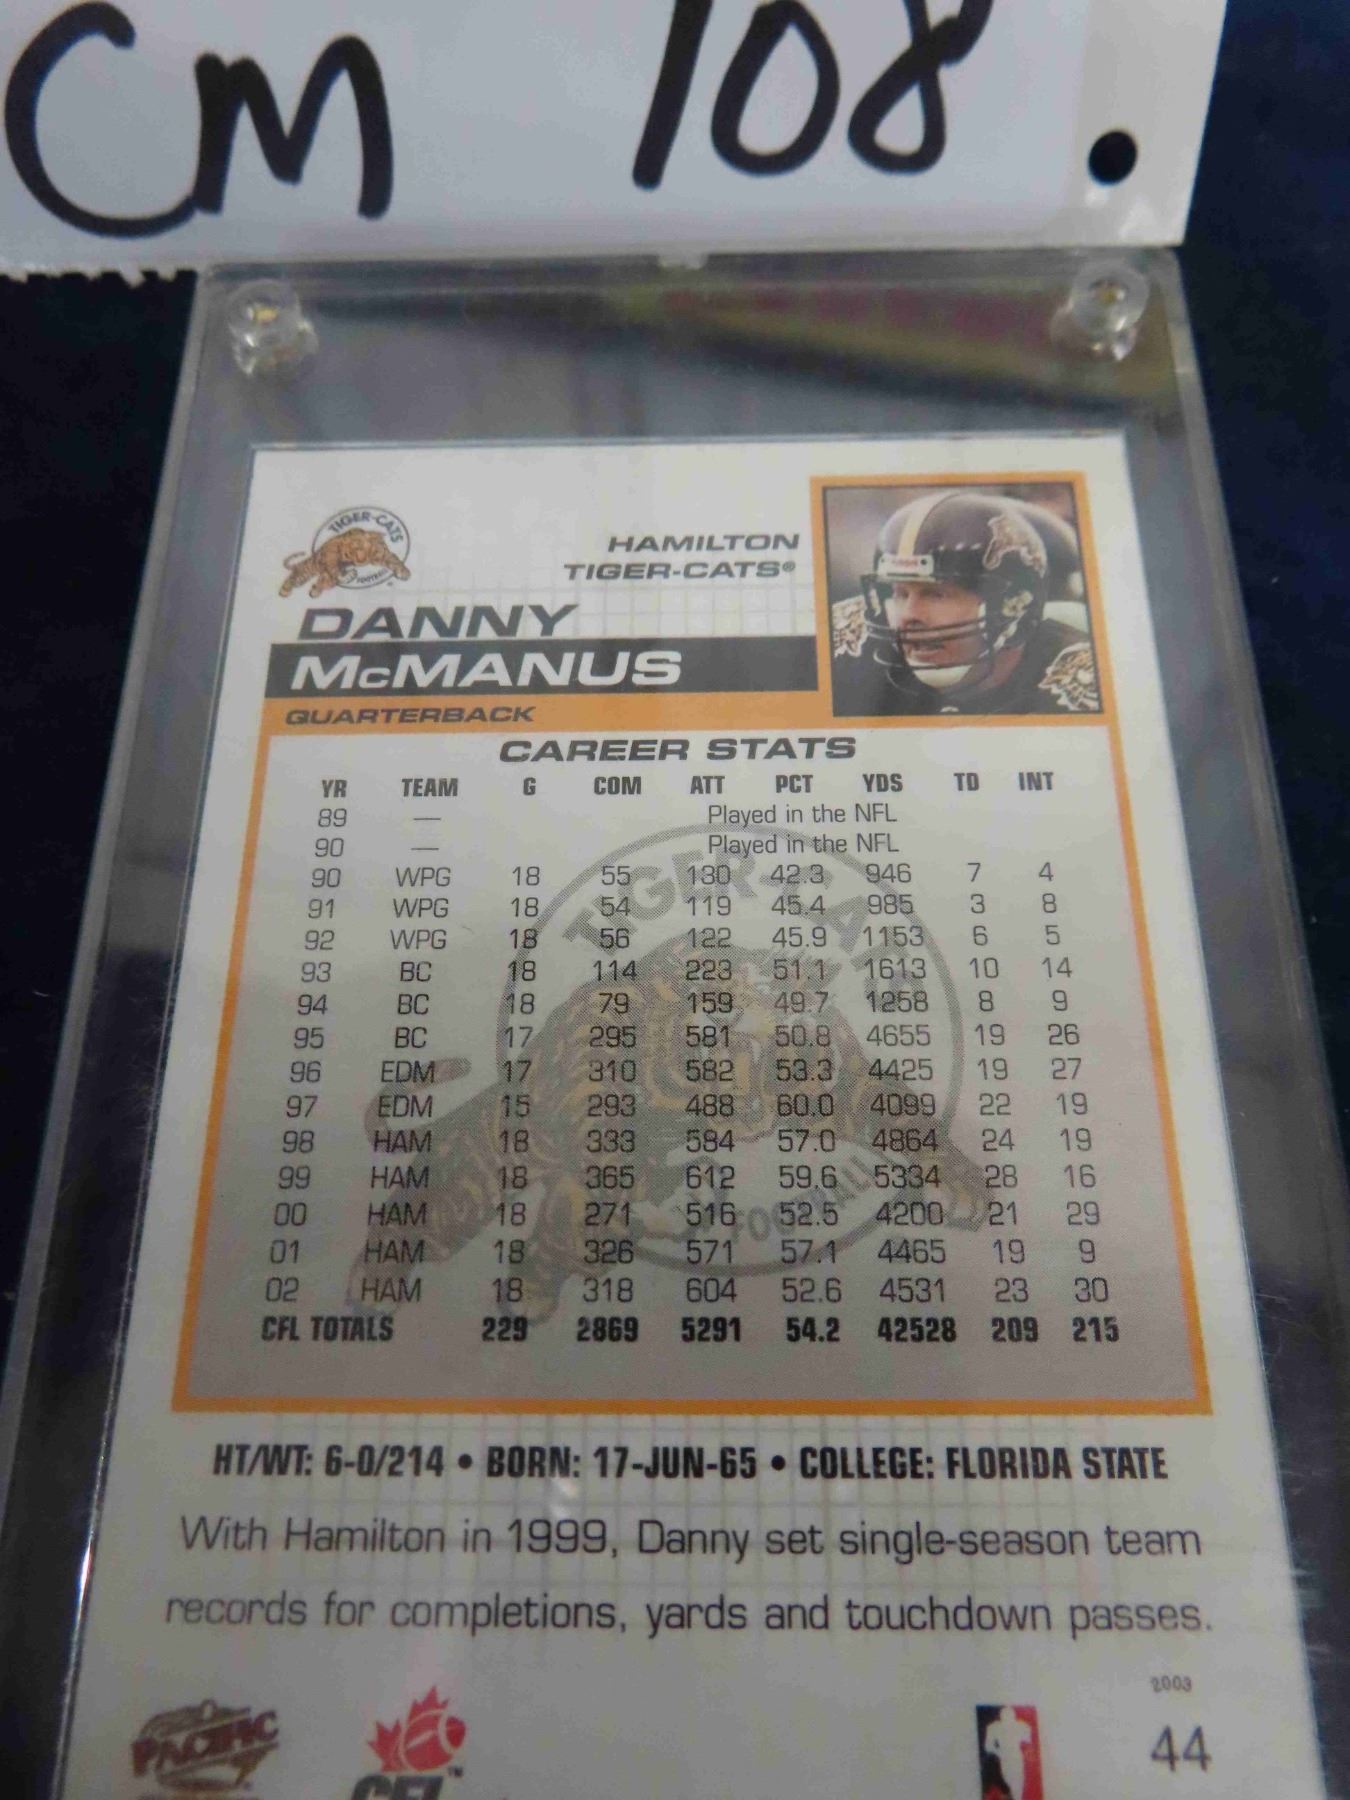 CM 108.
TIGER-CATS
FOOTBALL
HAMILTON
TIGER-CATS®
DANNY
McMANUS
QUARTERBACK
CAREER STATS
YR TEAM G COM ATT PCT YDS TD INT
89 — Played in the NFL
90 — Played in the NFL
90 WPG 18 55 130 42.3 946 7 4
91 WPG 18 54 119 45.4 985 3 8
92 WPG 18 56 122 45.9 1153 6 5
93 BC 18 114 223 51.1 1613 10 14
94 BC 18 79 159 49.7 1258 8 9
95 BC 17 295 581 50.8 4655 19 26
96 EDM 17 310 582 53.3 4425 19 27
97 EDM 15 293 488 60.0 4099 22 19
98 HAM 18 333 584 57.0 4864 24 19
99 HAM 18 365 612 59.6 5334 28 16
00 HAM 18 271 516 52.5 4200 21 29
01 HAM 18 326 571 57.1 4465 19 9
02 HAM 18 318 604 52.6 4531 23 30
CFL TOTALS 229 2869 5291 54.2 42528 209 215
HT/WT: 6-0/214 • BORN: 17-JUN-65 • COLLEGE: FLORIDA STATE
With Hamilton in 1999, Danny set single-season team
records for completions, yards and touchdown passes.
2003
44
PACIFIC
CFL™